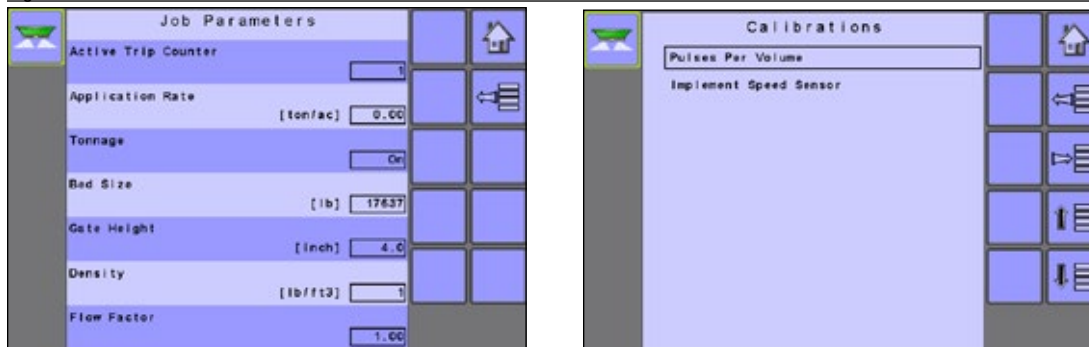 Job Parameters
Active Trip Counter
1
Application Rate
[ton/ac] 0.00
Tonnage
On
Bed Size
[lb] 17637
Gate Height
[inch] 4.0
Density
[lb/ft3] 1
Flow Factor
1.00
Calibrations
Pulses Per Volume
Implement Speed Sensor